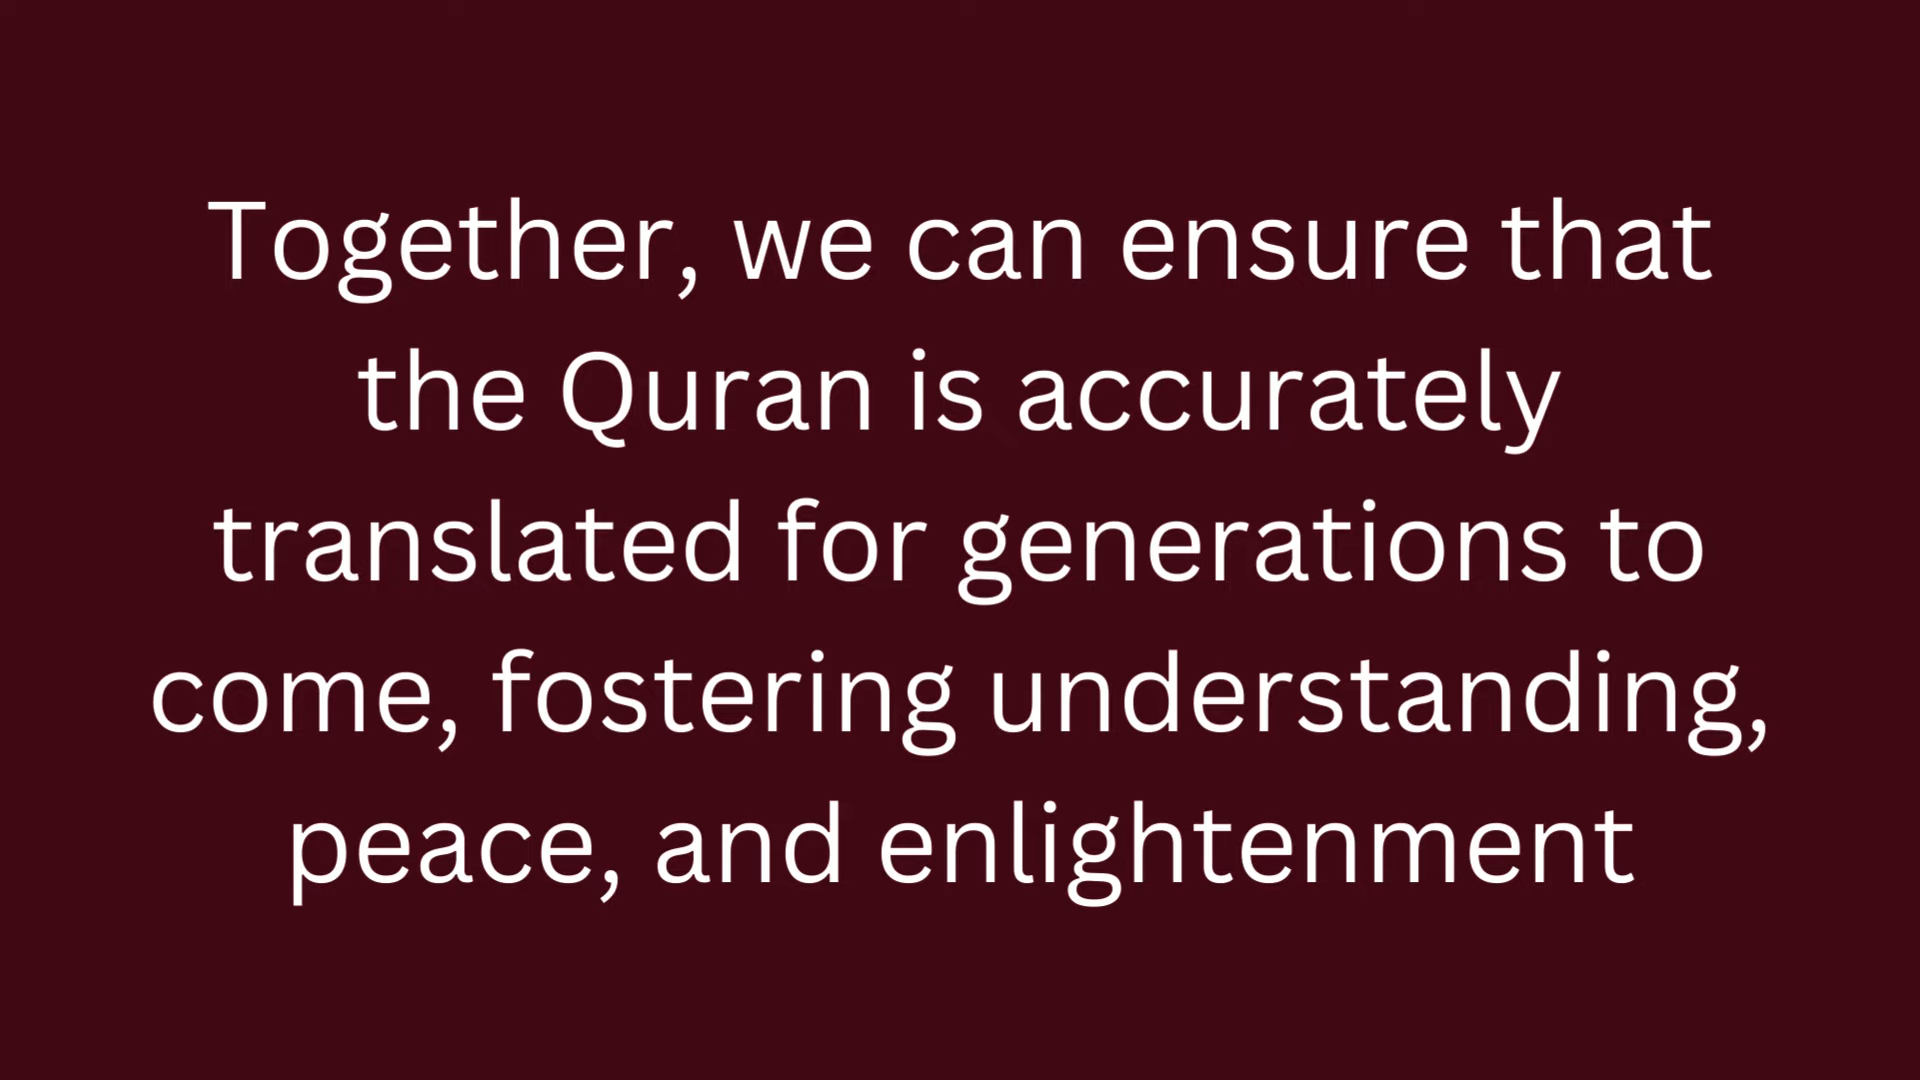 Together, we can ensure that
the Quran is accurately
translated for generations to
come, fostering understanding,
peace, and enlightenment